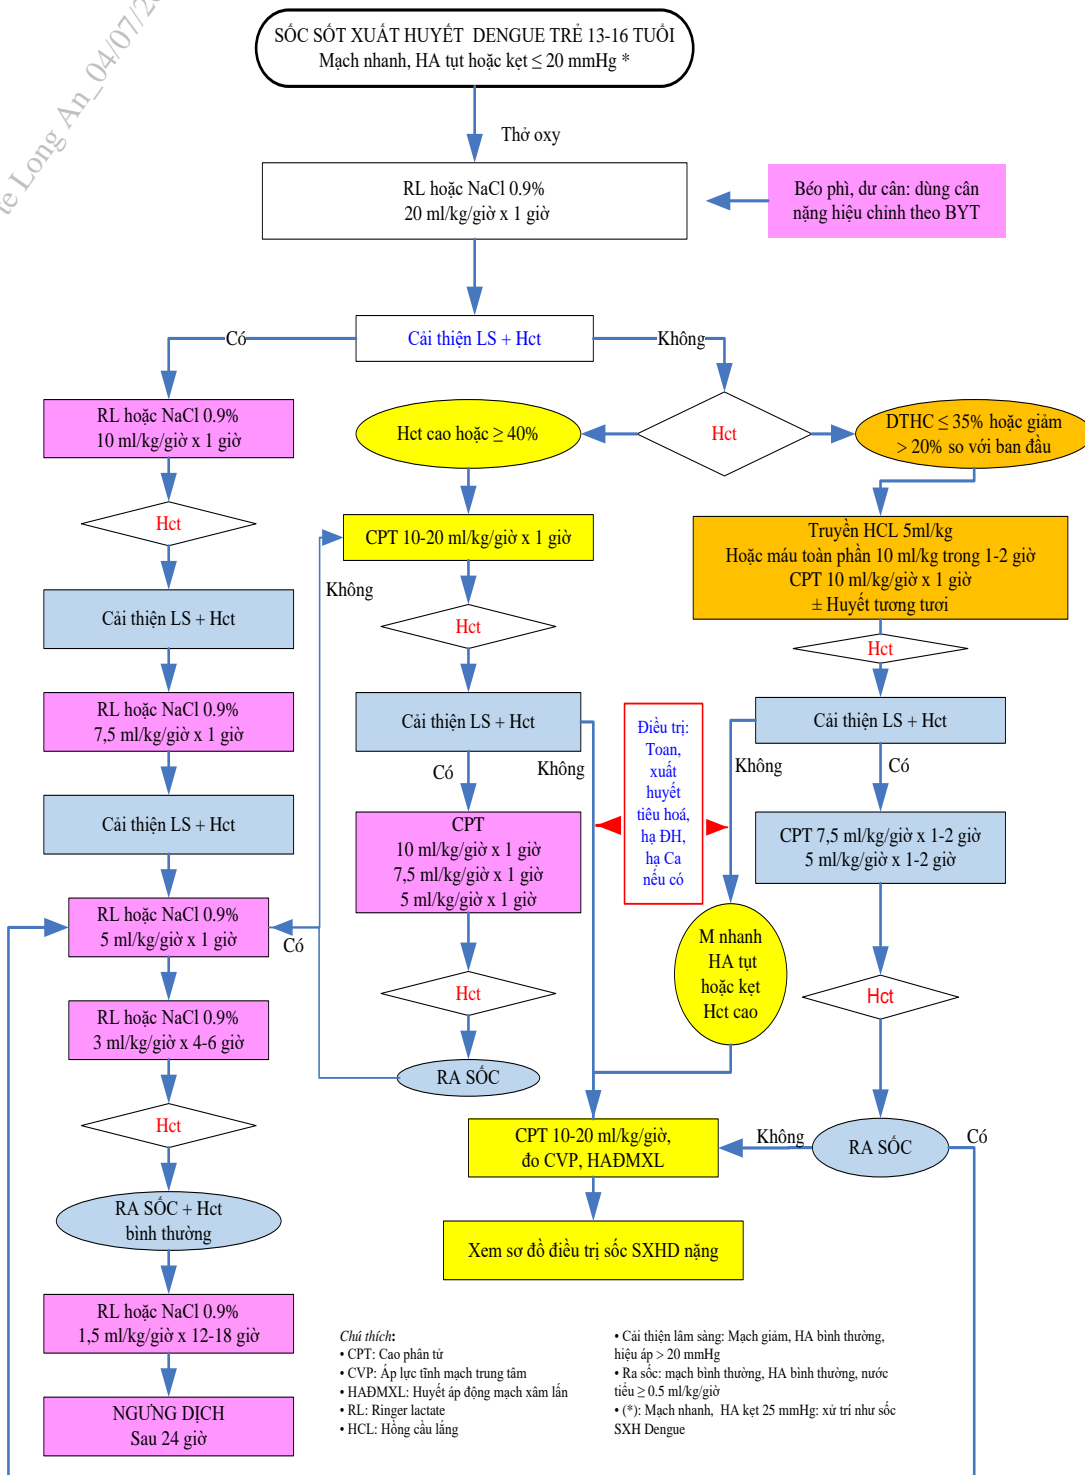 te Long An_04/07/20
SỐC SỐT XUẤT HUYẾT DENGUE TRẺ 13-16 TUỔI
Mạch nhanh, HA tụt hoặc kẹt ≤ 20 mmHg *
Thở oxy
RL hoặc NaCl 0.9%
20 ml/kg/giờ x 1 giờ
Béo phì, dư cân: dùng cân
nặng hiệu chỉnh theo BYT
Cải thiện LS + Hct
Có
Không
RL hoặc NaCl 0.9%
10 ml/kg/giờ x 1 giờ
Hct cao hoặc ≥ 40%
Hct
DTHC ≤ 35% hoặc giảm
> 20% so với ban đầu
Hct
CPT 10-20 ml/kg/giờ x 1 giờ
Truyền HCL 5ml/kg
Hoặc máu toàn phần 10 ml/kg trong 1-2 giờ
CPT 10 ml/kg/giờ x 1 giờ
± Huyết tương tươi
Không
Cải thiện LS + Hct
Hct
Hct
RL hoặc NaCl 0.9%
7,5 ml/kg/giờ x 1 giờ
Cải thiện LS + Hct
Điều trị:
Toan,
xuất
huyết
tiêu hoá,
hạ ĐH,
hạ Ca
nếu có
Cải thiện LS + Hct
Có
Không
Không
Có
Cải thiện LS + Hct
CPT
10 ml/kg/giờ x 1 giờ
7,5 ml/kg/giờ x 1 giờ
5 ml/kg/giờ x 1 giờ
CPT 7,5 ml/kg/giờ x 1-2 giờ
5 ml/kg/giờ x 1-2 giờ
RL hoặc NaCl 0.9%
5 ml/kg/giờ x 1 giờ
Có
M nhanh
HA tụt
hoặc kẹt
Hct cao
Hct
Hct
RL hoặc NaCl 0.9%
3 ml/kg/giờ x 4-6 giờ
RA SỐC
Hct
CPT 10-20 ml/kg/giờ,
đo CVP, HAĐMXL
Không
RA SỐC
Có
RA SỐC + Hct
bình thường
Xem sơ đồ điều trị sốc SXHD nặng
RL hoặc NaCl 0.9%
1,5 ml/kg/giờ x 12-18 giờ
NGƯNG DỊCH
Sau 24 giờ
Chú thích:
• CPT: Cao phân tử
• CVP: Áp lực tĩnh mạch trung tâm
• HAĐMXL: Huyết áp động mạch xâm lấn
• RL: Ringer lactate
• HCL: Hồng cầu lắng
• Cải thiện lâm sàng: Mạch giảm, HA bình thường,
hiệu áp > 20 mmHg
• Ra sốc: mạch bình thường, HA bình thường, nước
tiểu ≥ 0.5 ml/kg/giờ
• (*): Mạch nhanh, HA kẹt 25 mmHg: xử trí như sốc
SXH Dengue